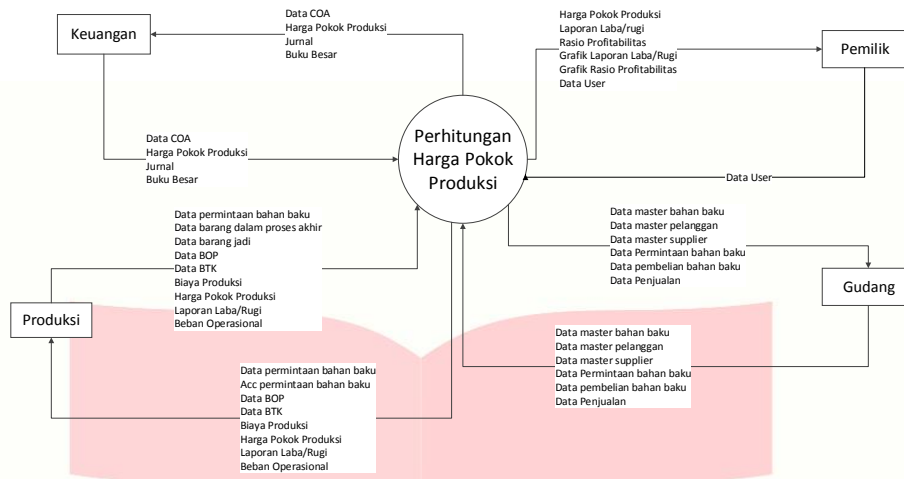 Keuangan
Data COA
Harga Pokok Produksi
Jurnal
Buku Besar
Harga Pokok Produksi
Laporan Laba/rugi
Rasio Profitabilitas
Grafik Laporan Laba/Rugi
Grafik Rasio Profitabilitas
Data User
Pemilik
Data COA
Harga Pokok Produksi
Jurnal
Buku Besar
Perhitungan
Harga Pokok
Produksi
Data User
Data permintaan bahan baku
Data barang dalam proses akhir
Data barang jadi
Data BOP
Data BTK
Biaya Produksi
Harga Pokok Produksi
Laporan Laba/Rugi
Beban Operasional
Data master bahan baku
Data master pelanggan
Data master supplier
Data Permintaan bahan baku
Data pembelian bahan baku
Data Penjualan
Gudang
Produksi
Data master bahan baku
Data master pelanggan
Data master supplier
Data Permintaan bahan baku
Data pembelian bahan baku
Data Penjualan
Data permintaan bahan baku
Acc permintaan bahan baku
Data BOP
Data BTK
Biaya Produksi
Harga Pokok Produksi
Laporan Laba/Rugi
Beban Operasional